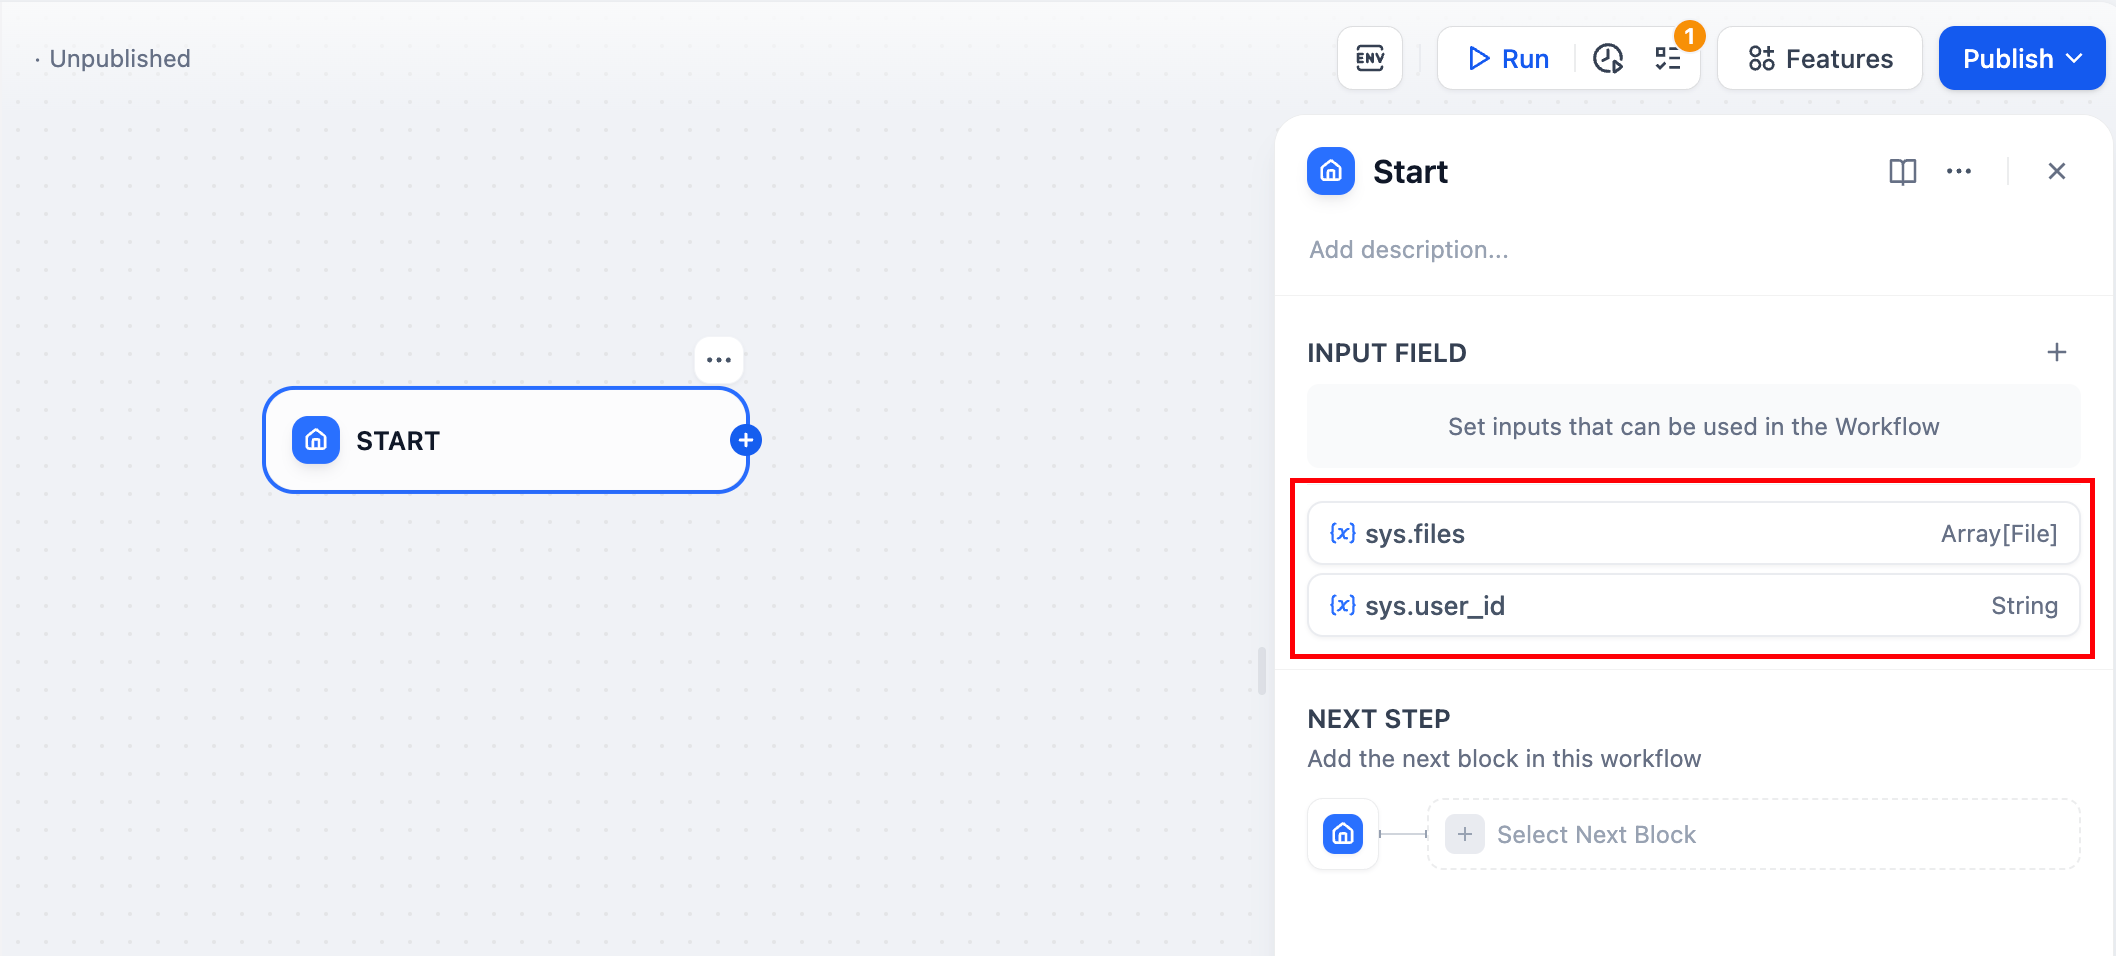 · Unpublished
ENV
Run
1
Features
Publish
Start
Add description...
INPUT FIELD
Set inputs that can be used in the Workflow
START
{x} sys.files Array[File]
{x} sys.user_id String
NEXT STEP
Add the next block in this workflow
Select Next Block